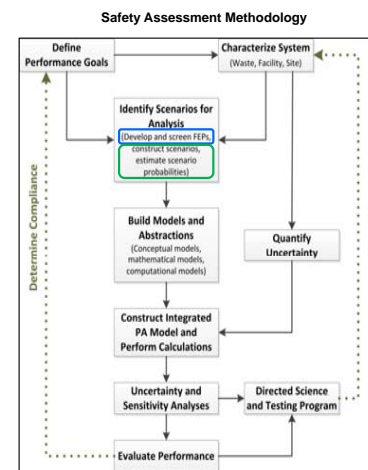 Safety Assessment Methodology
Define
Performance Goals
Characterize System
(Waste, Facility, Site)
Identify Scenarios for
Analysis
(Develop and screen FEPs,
construct scenarios,
estimate scenario
probabilities)
Determine Compliance
Build Models and
Abstractions
(Conceptual models,
mathematical models,
computational models)
Quantify
Uncertainty
Construct Integrated
PA Model and
Perform Calculations
Uncertainty and
Sensitivity Analyses
Directed Science
and Testing Program
Evaluate Performance